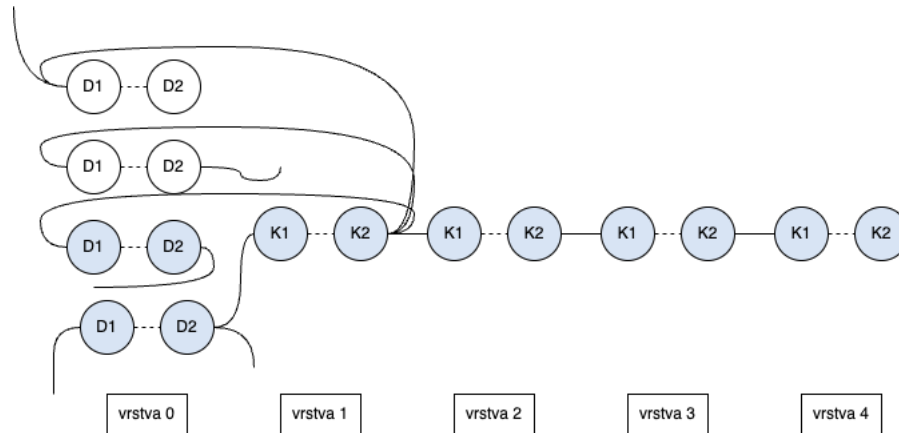 D1 D2
D1 D2
D1 D2
K1 K2 K1 K2 K1 K2 K1 K2
D1 D2
vrstva 0 vrstva 1 vrstva 2 vrstva 3 vrstva 4